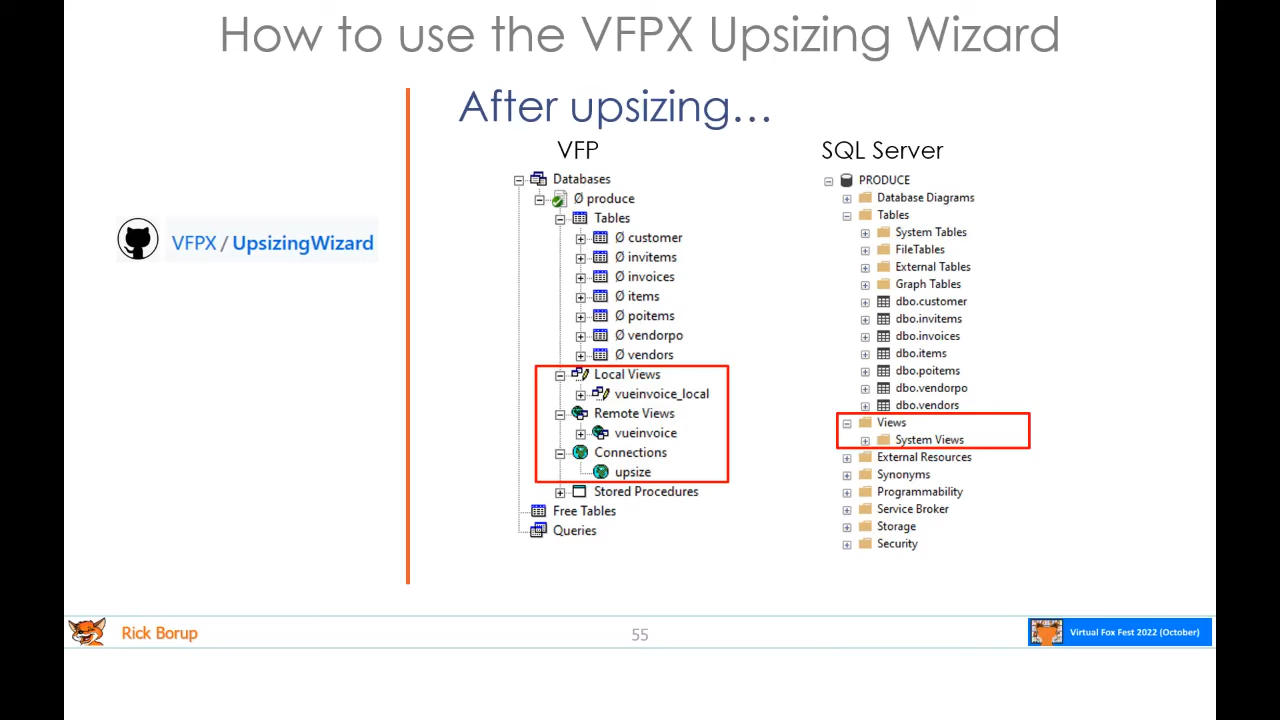 How to use the VFPX Upsizing Wizard
VFPX / UpsizingWizard
After upsizing...
VFP
Databases
Ø produce
Tables
Ø customer
Ø invitems
Ø invoices
Ø items
Ø poitems
Ø vendorpo
Ø vendors
Local Views
vueinvoice_local
Remote Views
vueinvoice
Connections
upsize
Stored Procedures
Free Tables
Queries
SQL Server
PRODUCE
Database Diagrams
Tables
System Tables
FileTables
External Tables
Graph Tables
dbo.customer
dbo.invitems
dbo.invoices
dbo.items
dbo.poitems
dbo.vendorpo
dbo.vendors
Views
System Views
External Resources
Synonyms
Programmability
Service Broker
Storage
Security
Rick Borup
55
Virtual Fox Fest 2022 (October)